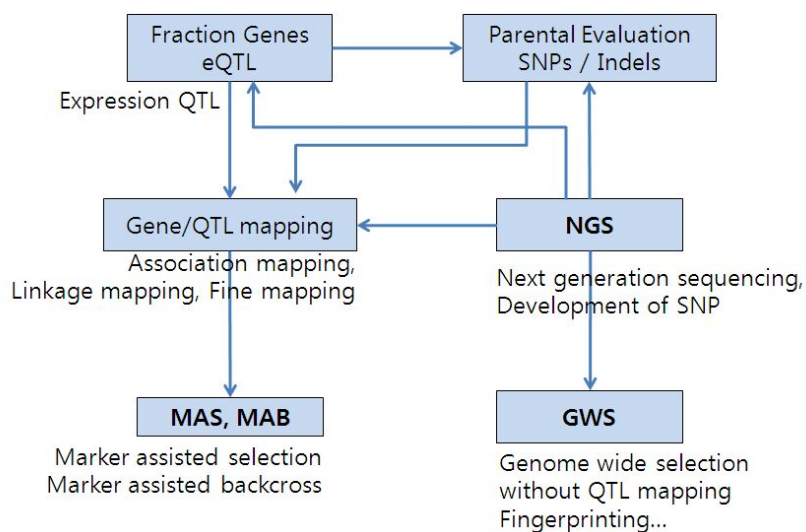 Fraction Genes
eQTL
Parental Evaluation
SNPs / Indels
Expression QTL
Gene/QTL mapping
Association mapping,
Linkage mapping, Fine mapping
NGS
Next generation sequencing,
Development of SNP
MAS, MAB
Marker assisted selection
Marker assisted backcross
GWS
Genome wide selection
without QTL mapping
Fingerprinting...